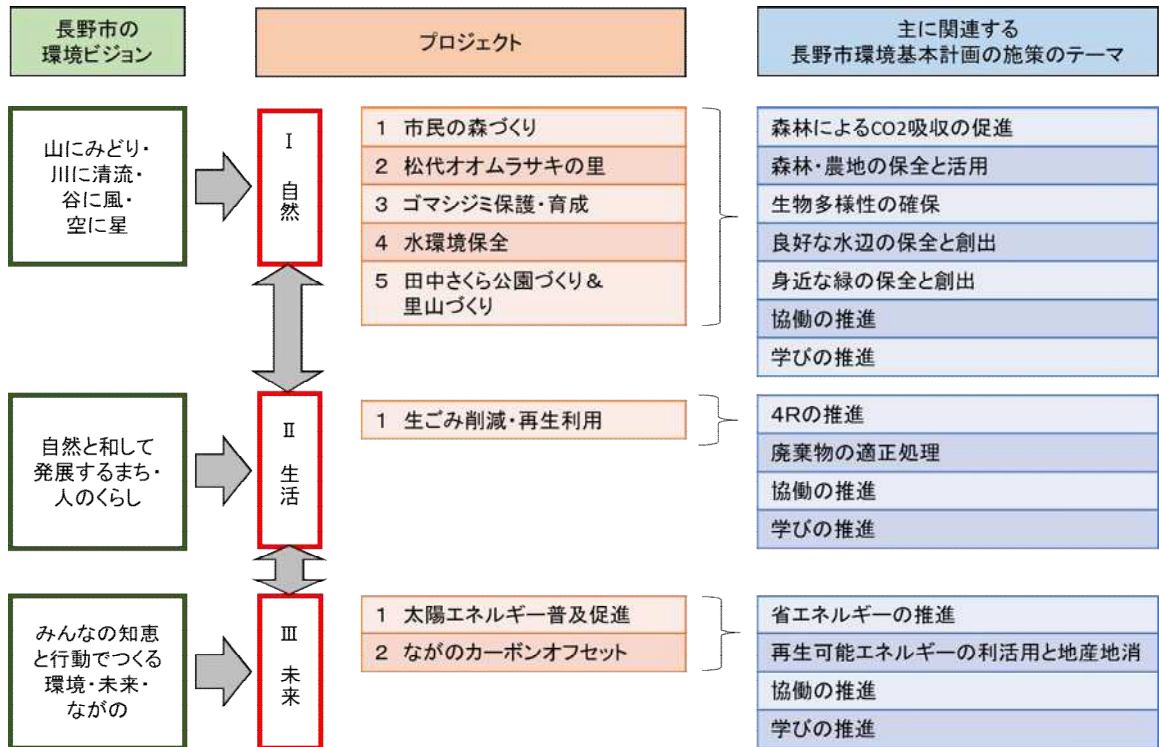 長野市の
環境ビジョン
プロジェクト
主に関連する
長野市環境基本計画の施策のテーマ
山にみどり・
川に清流・
谷に風・
空に星
Ⅰ
自然
1 市民の森づくり
2 松代オオムラサキの里
3 ゴマシジミ保護・育成
4 水環境保全
5 田中さくら公園づくり＆
里山づくり
森林によるCO2吸収の促進
森林・農地の保全と活用
生物多様性の確保
良好な水辺の保全と創出
身近な緑の保全と創出
協働の推進
学びの推進
自然と和して
発展するまち・
人のくらし
Ⅱ
生活
1 生ごみ削減・再生利用
4Rの推進
廃棄物の適正処理
協働の推進
学びの推進
みんなの知恵
と行動でつくる
環境・未来・
ながの
Ⅲ
未来
1 太陽エネルギー普及促進
2 ながのカーボンオフセット
省エネルギーの推進
再生可能エネルギーの利活用と地産地消
協働の推進
学びの推進